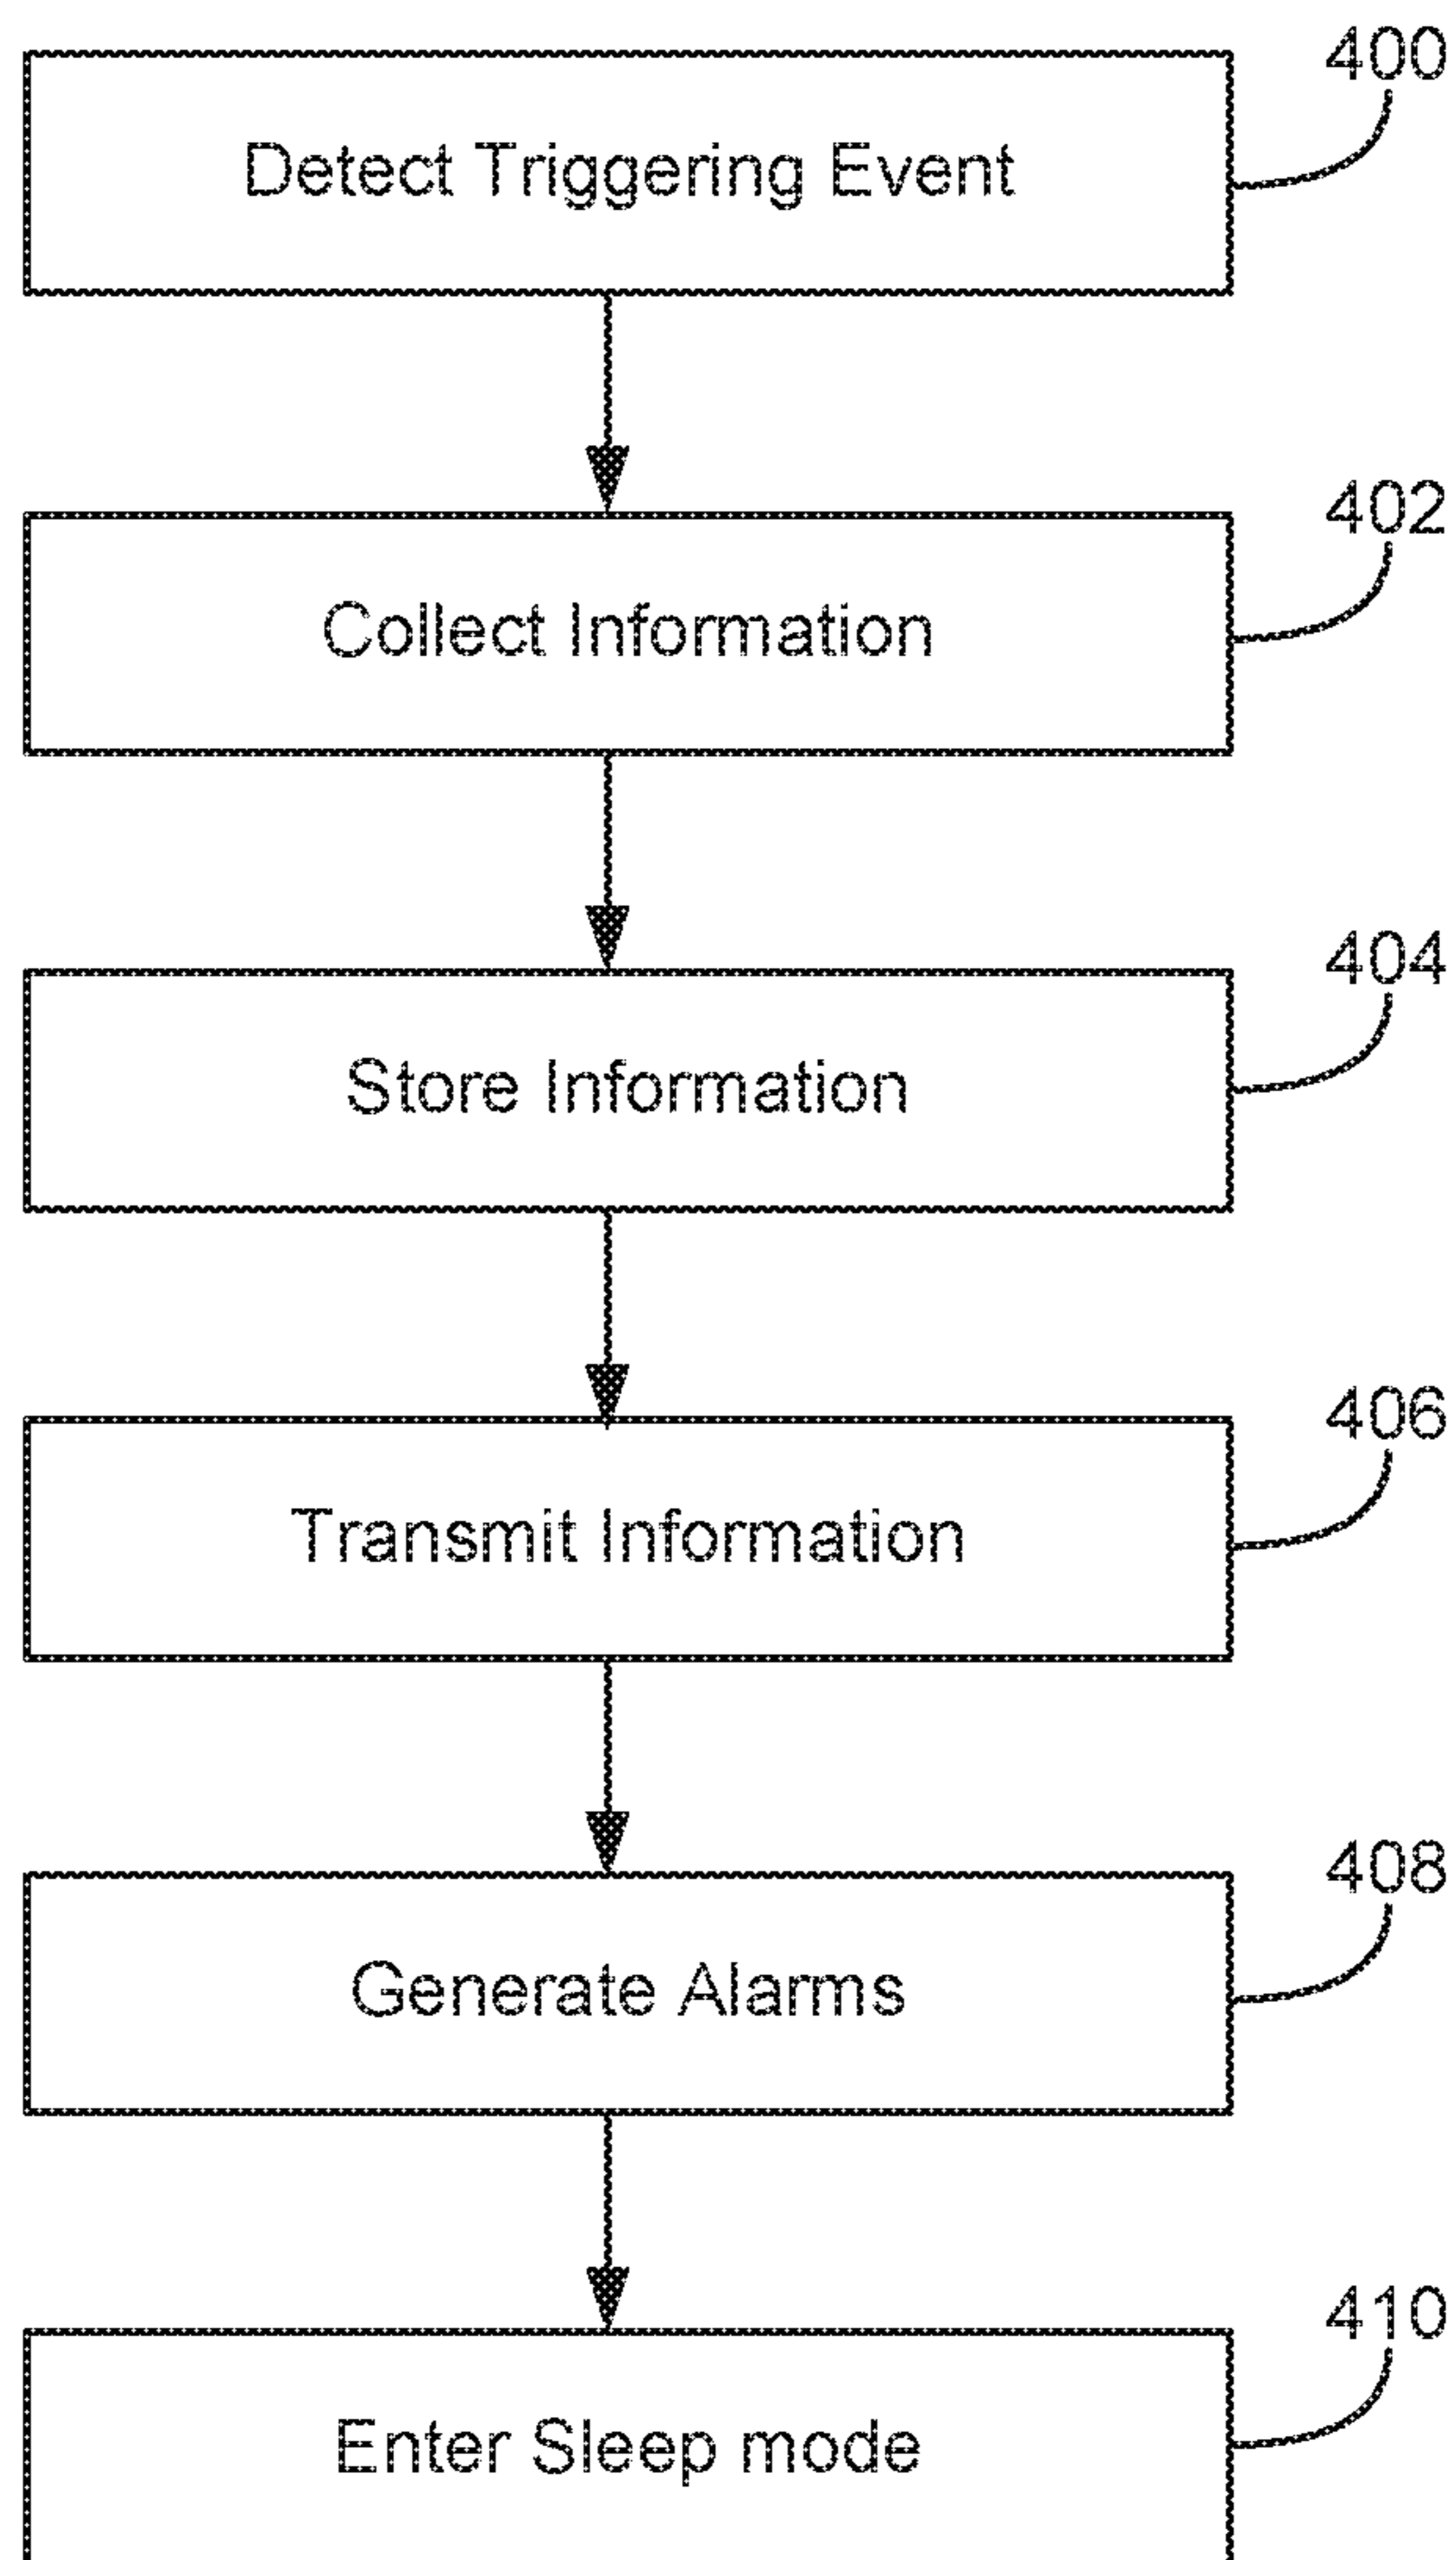 400
Detect Triggering Event
402
Collect Information
404
Store Information
406
Transmit Information
408
Generate Alarms
410
Enter Sleep mode